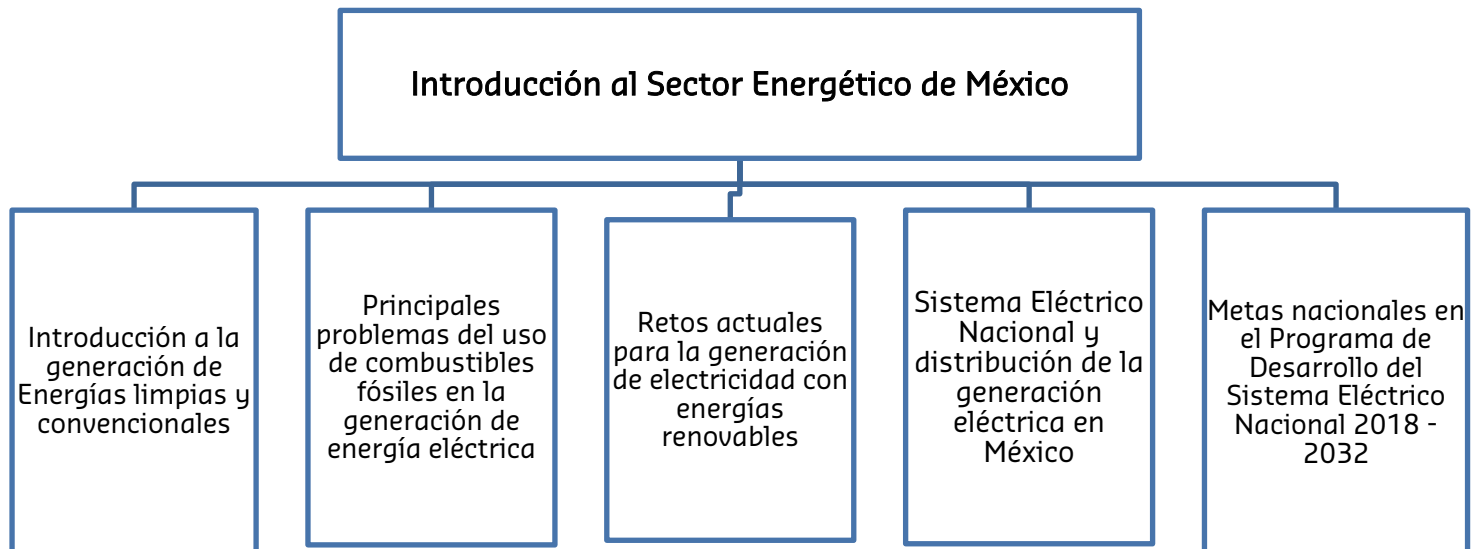 Introducción al Sector Energético de México
Introducción a la
generación de
Energías limpias y
convencionales
Principales
problemas del uso
de combustibles
fósiles en la
generación de
energía eléctrica
Retos actuales
para la generación
de electricidad con
energías
renovables
Sistema Eléctrico
Nacional y
distribución de la
generación
eléctrica en
México
Metas nacionales en
el Programa de
Desarrollo del
Sistema Eléctrico
Nacional 2018 -
2032